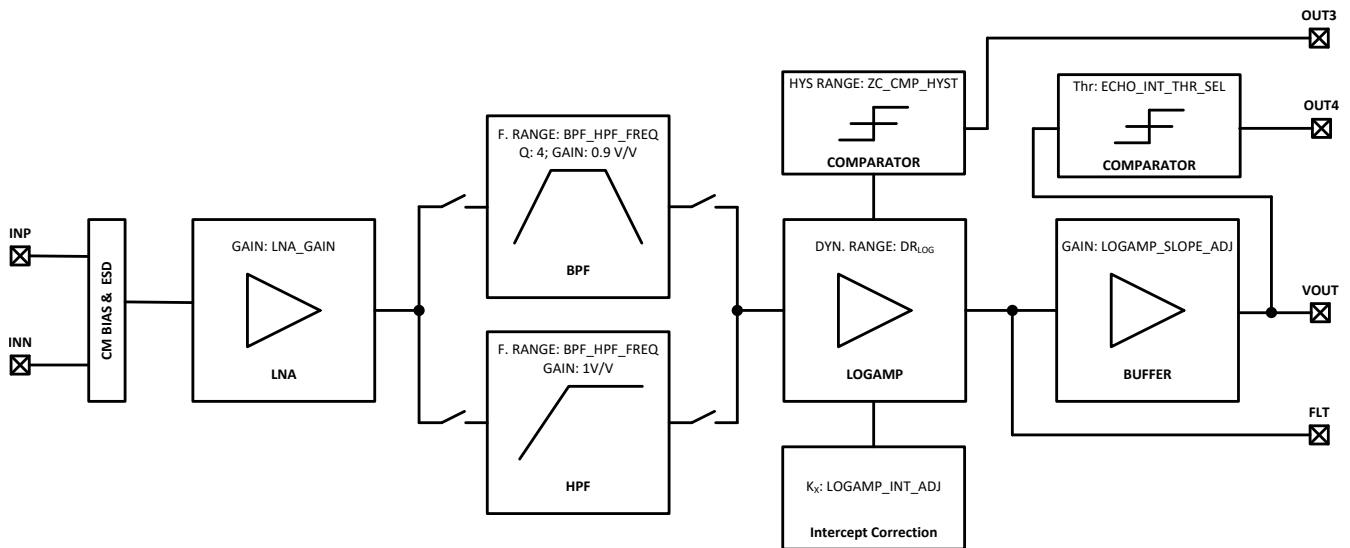 OUT3
HYS RANGE: ZC_CMP_HYST
COMPARATOR
Thr: ECHO_INT_THR_SEL
COMPARATOR
OUT4
F. RANGE: BPF_HPF_FREQ
Q: 4; GAIN: 0.9 V/V
BPF
INP
INN
CM BIAS & ESD
GAIN: LNA_GAIN
LNA
DYN. RANGE: DRLOG
LOGAMP
GAIN: LOGAMP_SLOPE_ADJ
BUFFER
VOUT
F. RANGE: BPF_HPF_FREQ
GAIN: 1V/V
HPF
FLT
KX: LOGAMP_INT_ADJ
Intercept Correction